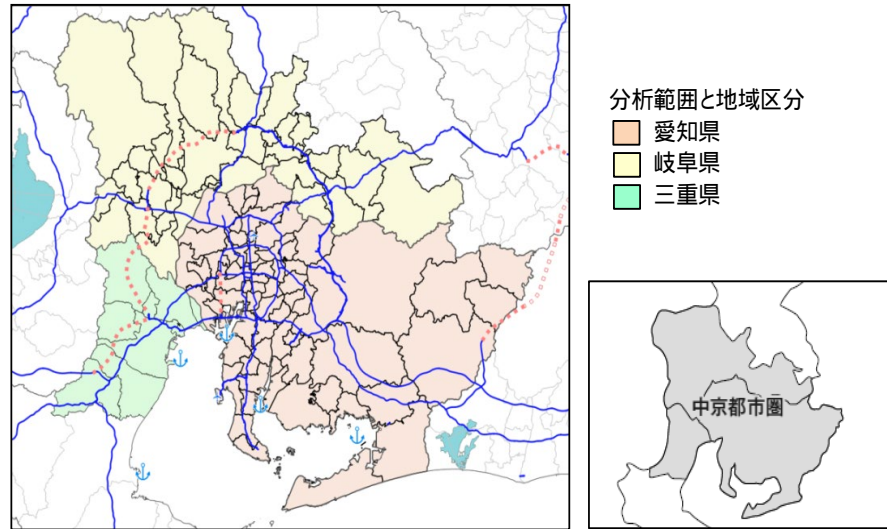 分析範囲と地域区分
愛知県
岐阜県
三重県
中京都市圏